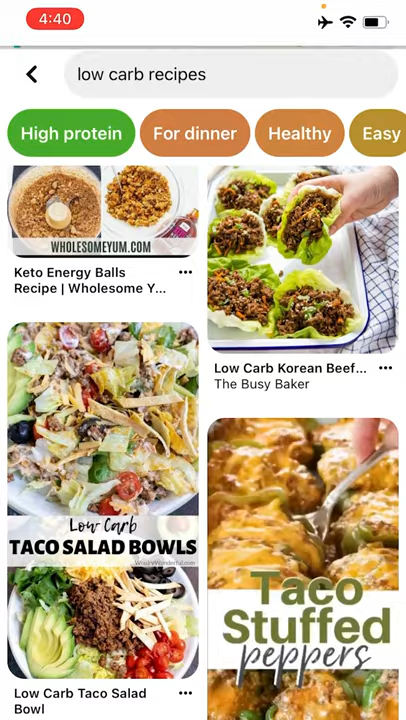 4:40
low carb recipes
High protein
For dinner
Healthy
Easy
WHOLESOMEYUM.COM
Keto Energy Balls
Recipe | Wholesome Y...
Low Carb Korean Beef...
The Busy Baker
Low Carb
TACO SALAD BOWLS
WonkyWonderful.com
Low Carb Taco Salad
Bowl
Taco
Stuffed
peppers